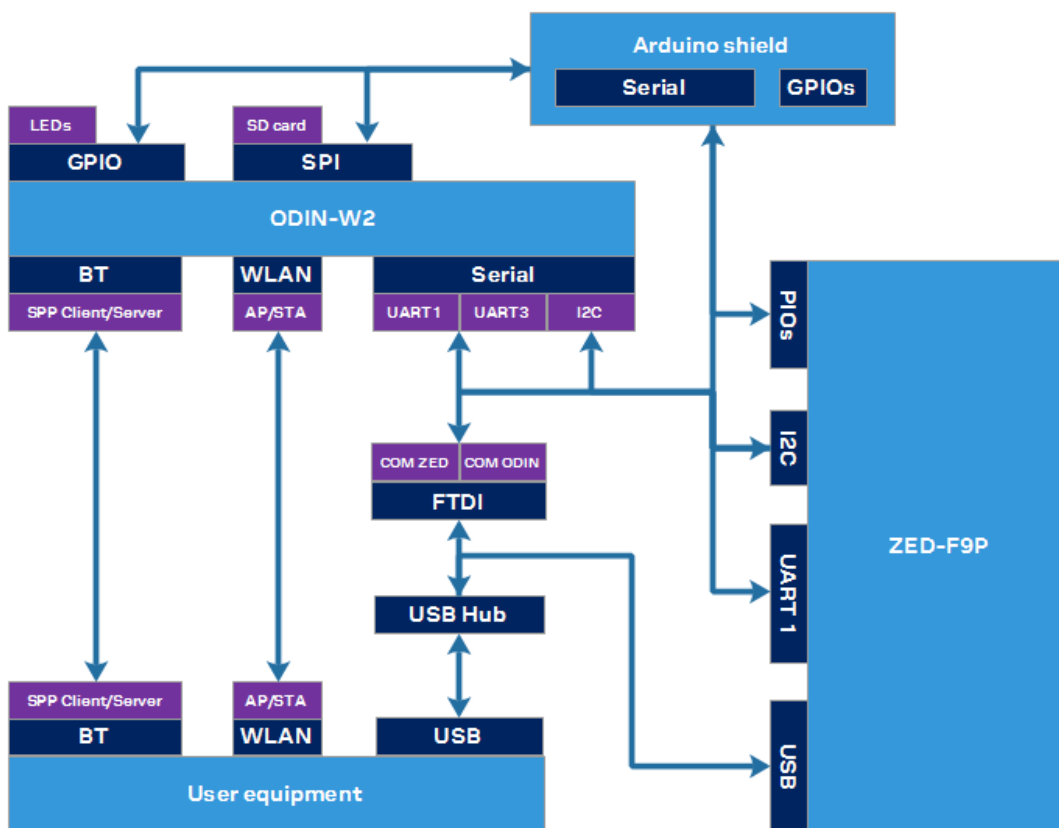 Arduino shield
Serial
GPIOs
LEDs
SD card
GPIO
SPI
ODIN-W2
BT
WLAN
Serial
SPP Client/Server
AP/STA
UART 1
UART3
I2C
PIOs
I2C
COM ZED
COM ODIN
FTDI
ZED-F9P
UART 1
USB Hub
SPP Client/Server
AP/STA
BT
WLAN
USB
USB
User equipment